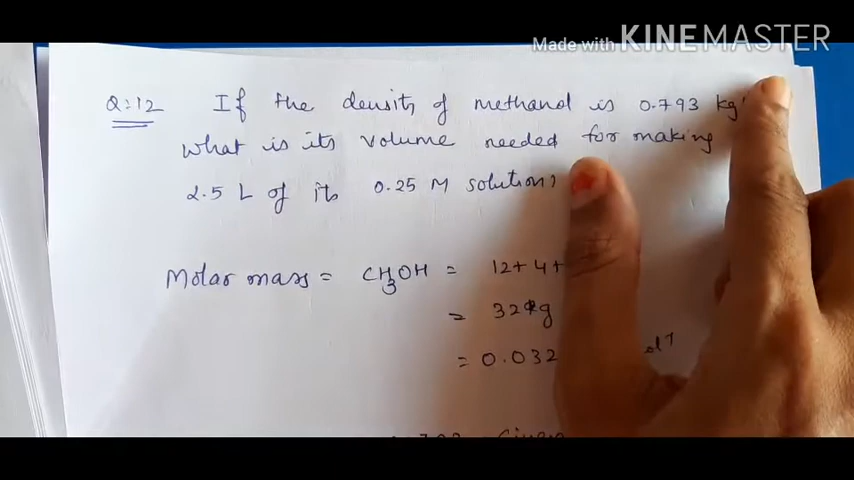 Made with KINEMASTER
Q:12 If the density of methanol is 0.793 kg
what is its volume needed for making
2.5 L of its 0.25 M solution?
Molar mass = CH3OH = 12+ 4+
= 32 g
= 0.032